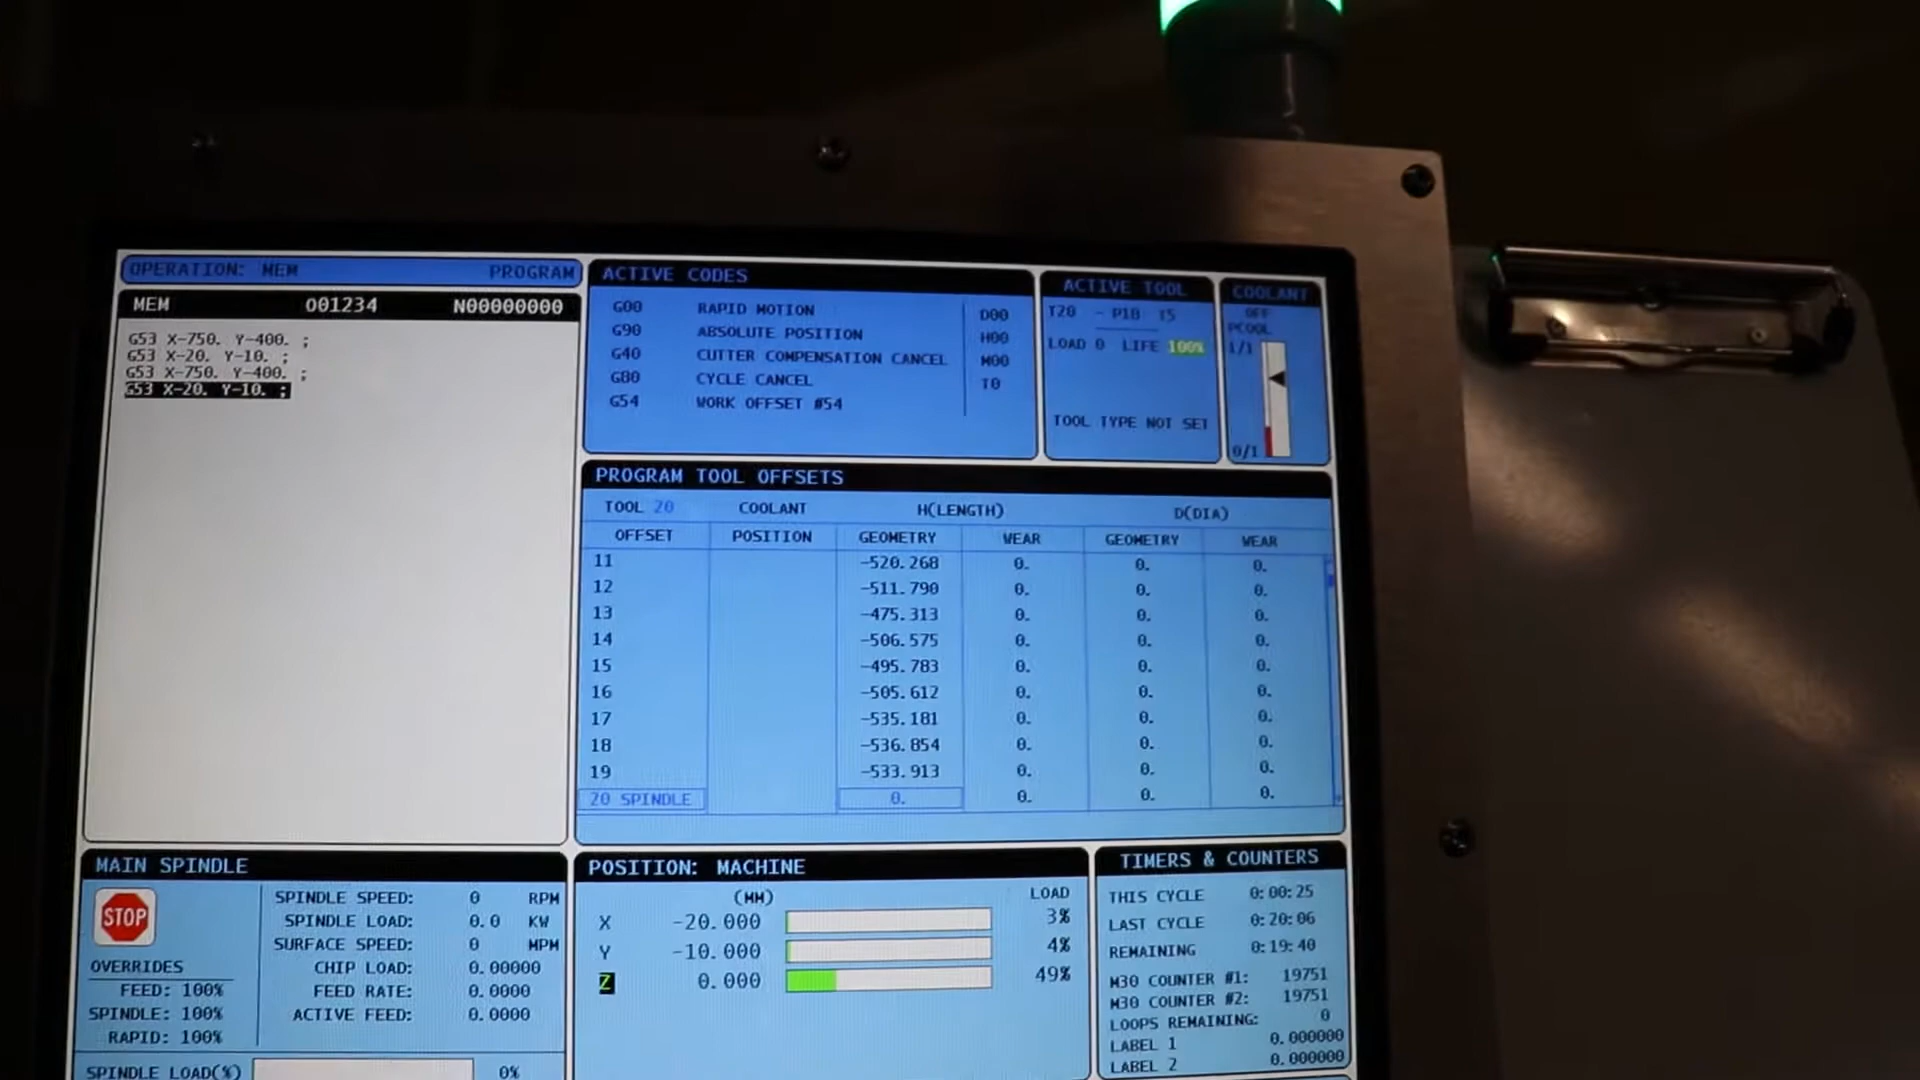 OPERATION: MEM PROGRAM
MEM O01234 N00000000
G53 X-750. Y-400. ;
G53 X-20. Y-10. ;
G53 X-750. Y-400. ;
G53 X-20. Y-10. ;
ACTIVE CODES
G00 RAPID MOTION D00
G90 ABSOLUTE POSITION H00
G40 CUTTER COMPENSATION CANCEL M00
G80 CYCLE CANCEL T0
G54 WORK OFFSET #54
ACTIVE TOOL
T20 - P18 T5
LOAD 0 LIFE 100%
TOOL TYPE NOT SET
COOLANT
OFF
PCOOL
1/1
0/1
PROGRAM TOOL OFFSETS
TOOL 20 COOLANT H(LENGTH) D(DIA)
OFFSET POSITION GEOMETRY WEAR GEOMETRY WEAR
11 -520.268 0. 0. 0.
12 -511.790 0. 0. 0.
13 -475.313 0. 0. 0.
14 -506.575 0. 0. 0.
15 -495.783 0. 0. 0.
16 -505.612 0. 0. 0.
17 -535.181 0. 0. 0.
18 -536.854 0. 0. 0.
19 -533.913 0. 0. 0.
20 SPINDLE 0. 0. 0. 0.
MAIN SPINDLE
STOP
SPINDLE SPEED: 0 RPM
SPINDLE LOAD: 0.0 KW
SURFACE SPEED: 0 MPM
CHIP LOAD: 0.00000
FEED RATE: 0.0000
ACTIVE FEED: 0.0000
OVERRIDES
FEED: 100%
SPINDLE: 100%
RAPID: 100%
SPINDLE LOAD(%) 0%
POSITION: MACHINE
(MM) LOAD
X -20.000 3%
Y -10.000 4%
Z 0.000 49%
TIMERS & COUNTERS
THIS CYCLE 0:00:25
LAST CYCLE 0:20:06
REMAINING 0:19:40
M30 COUNTER #1: 19751
M30 COUNTER #2: 19751
LOOPS REMAINING: 0
LABEL 1 0.000000
LABEL 2 0.000000